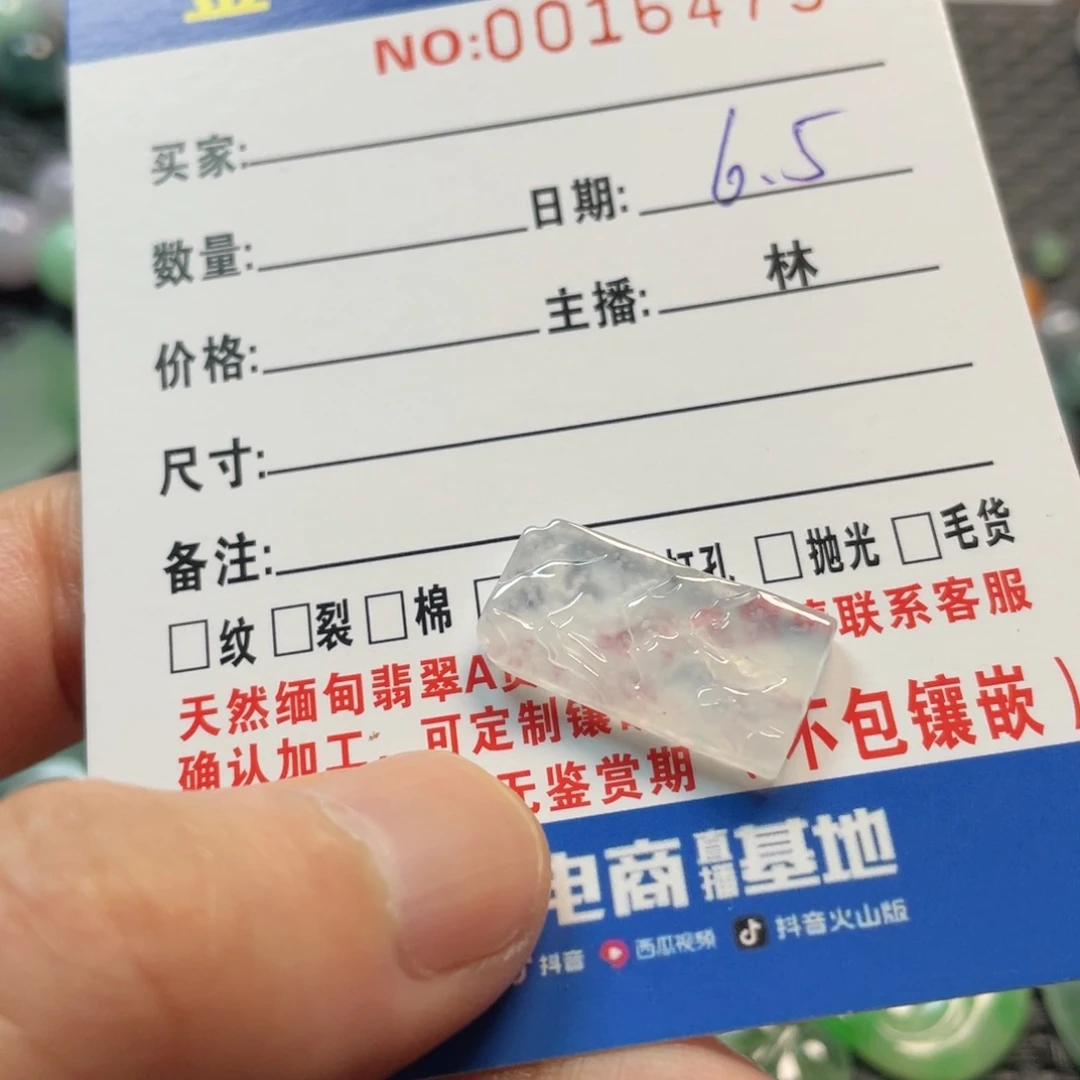 NO:0016475
买家:
数量: 日期: 6.5
价格: 主播: 林
尺寸:
备注:
□纹 □裂 □棉 打孔 □抛光 □毛货
天然缅甸翡翠A货 联系客服
确认加工, 可定制镶 不包镶嵌)
无鉴赏期
电商直播基地
抖音 西瓜视频 抖音火山版